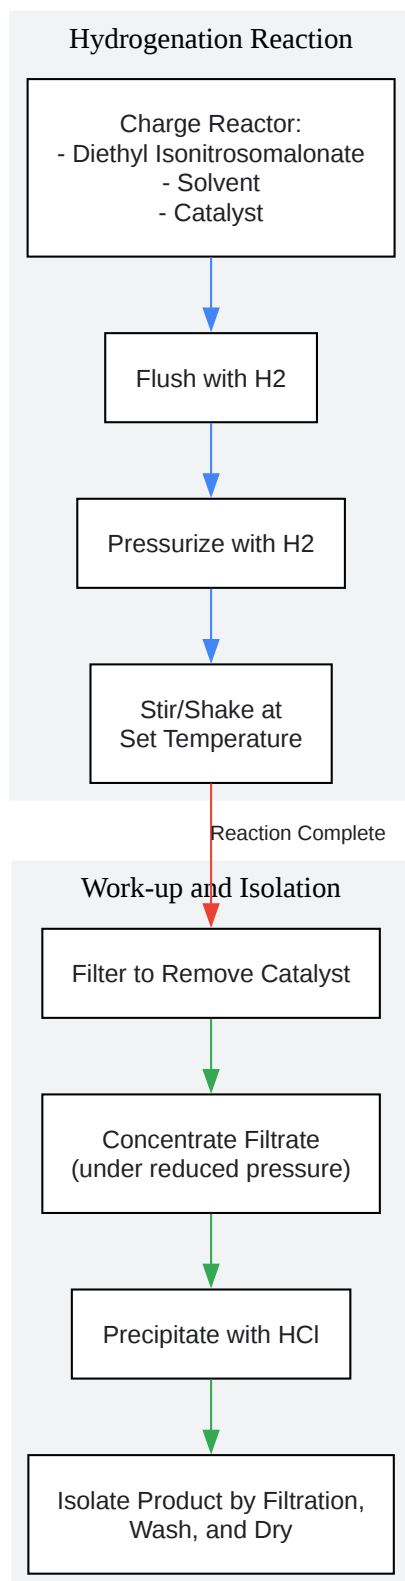 Hydrogenation Reaction
Charge Reactor:
- Diethyl Isonitrosomalonate
- Solvent
- Catalyst
Flush with H2
Pressurize with H2
Stir/Shake at
Set Temperature
Reaction Complete
Work-up and Isolation
Filter to Remove Catalyst
Concentrate Filtrate
(under reduced pressure)
Precipitate with HCl
Isolate Product by Filtration,
Wash, and Dry